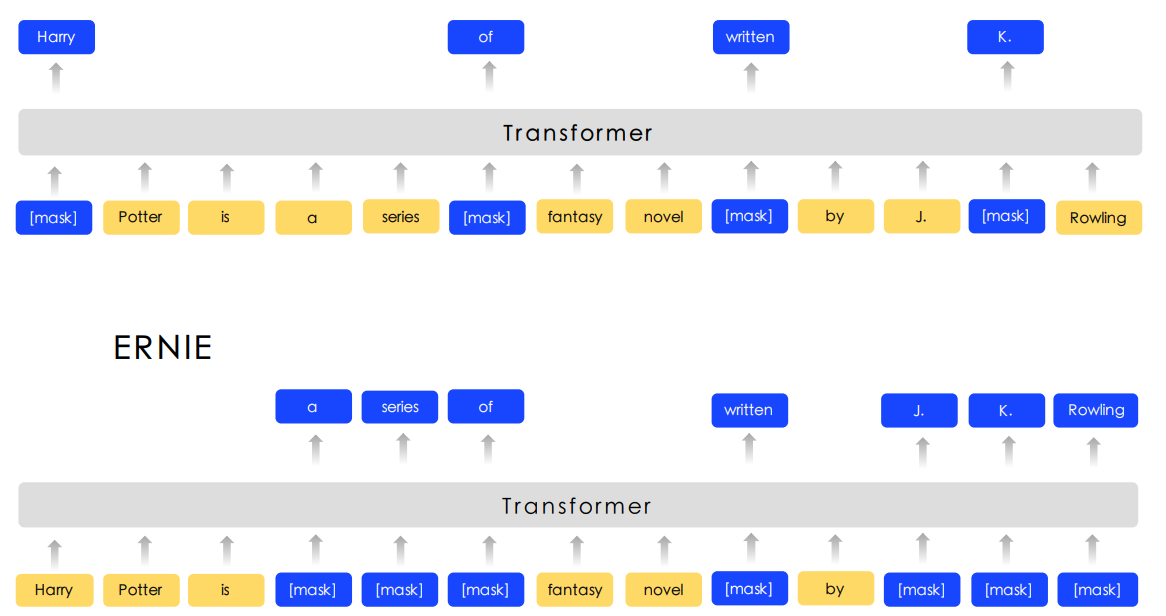 Harry of written K.
Transformer
[mask] Potter is a series [mask] fantasy novel [mask] by J. [mask] Rowling
ERNIE
a series of written J. K. Rowling
Transformer
Harry Potter is [mask] [mask] [mask] fantasy novel [mask] by [mask] [mask] [mask]